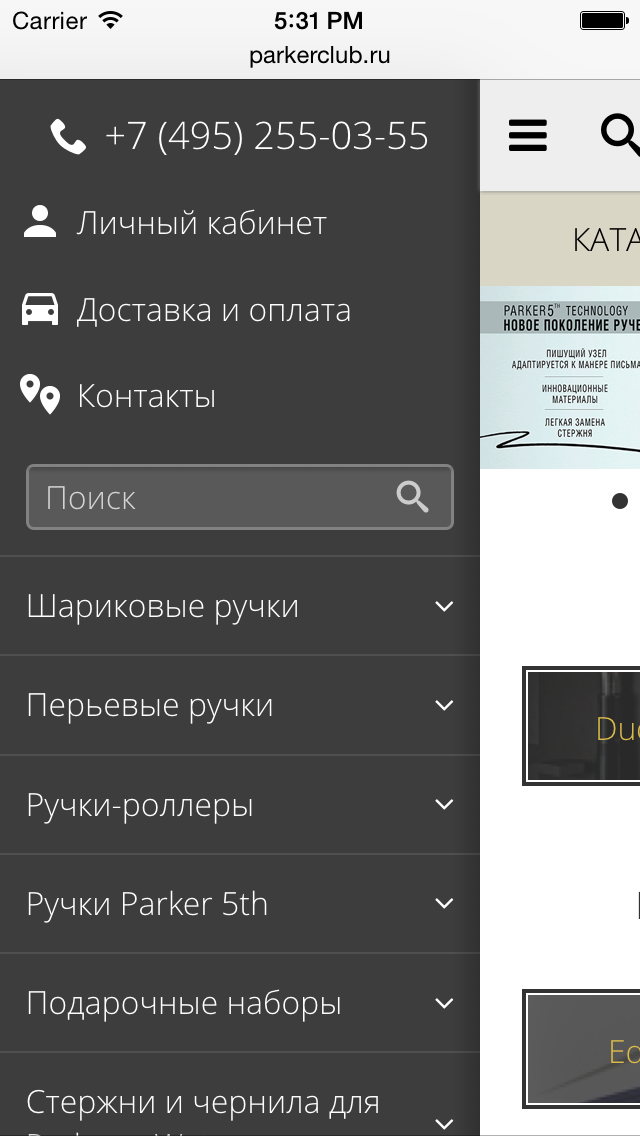 Carrier 5:31 PM
parkerclub.ru
+7 (495) 255-03-55
Личный кабинет
Доставка и оплата
Контакты
Поиск
Шариковые ручки
Перьевые ручки
Ручки-роллеры
Ручки Parker 5th
Подарочные наборы
Стержни и чернила для
КАТА
PARKER 5TH TECHNOLOGY
НОВОЕ ПОКОЛЕНИЕ РУЧЕ
ПИШУЩИЙ УЗЕЛ
АДАПТИРУЕТСЯ К МАНЕРЕ ПИСЬМА
ИННОВАЦИОННЫЕ
МАТЕРИАЛЫ
ЛЕГКАЯ ЗАМЕНА
СТЕРЖНЯ
Duo